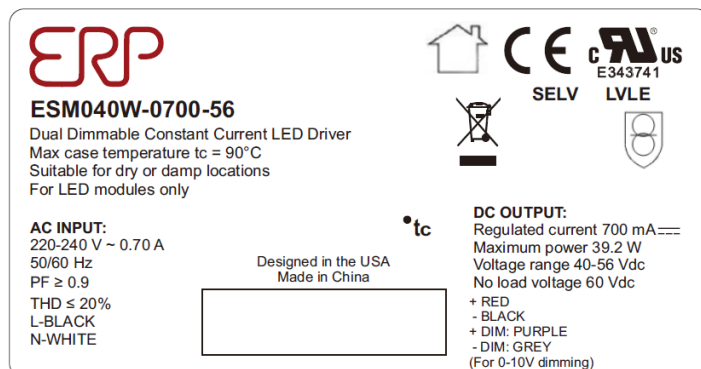 ERP
CE
c RU US
E343741
SELV LVLE
ESM040W-0700-56
Dual Dimmable Constant Current LED Driver
Max case temperature tc = 90°C
Suitable for dry or damp locations
For LED modules only
AC INPUT:
220-240 V ~ 0.70 A
50/60 Hz
PF ≥ 0.9
THD ≤ 20%
L-BLACK
N-WHITE
•tc
Designed in the USA
Made in China
DC OUTPUT:
Regulated current 700 mA⎓
Maximum power 39.2 W
Voltage range 40-56 Vdc
No load voltage 60 Vdc
+ RED
- BLACK
+ DIM: PURPLE
- DIM: GREY
(For 0-10V dimming)